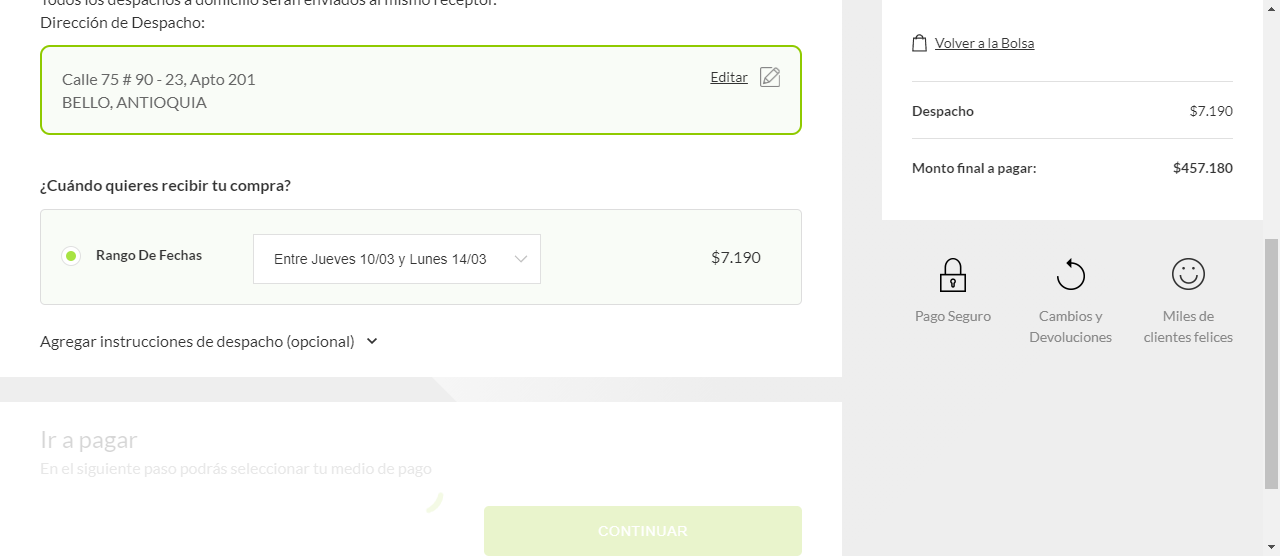 Todos los despachos a domicilio serán enviados al mismo receptor.
Dirección de Despacho:
Calle 75 # 90 - 23, Apto 201
BELLO, ANTIOQUIA
Editar
¿Cuándo quieres recibir tu compra?
Rango De Fechas
Entre Jueves 10/03 y Lunes 14/03
$7.190
Agregar instrucciones de despacho (opcional)
Ir a pagar
En el siguiente paso podrás seleccionar tu medio de pago
CONTINUAR
Volver a la Bolsa
Despacho
$7.190
Monto final a pagar:
$457.180
Pago Seguro
Cambios y
Devoluciones
Miles de
clientes felices